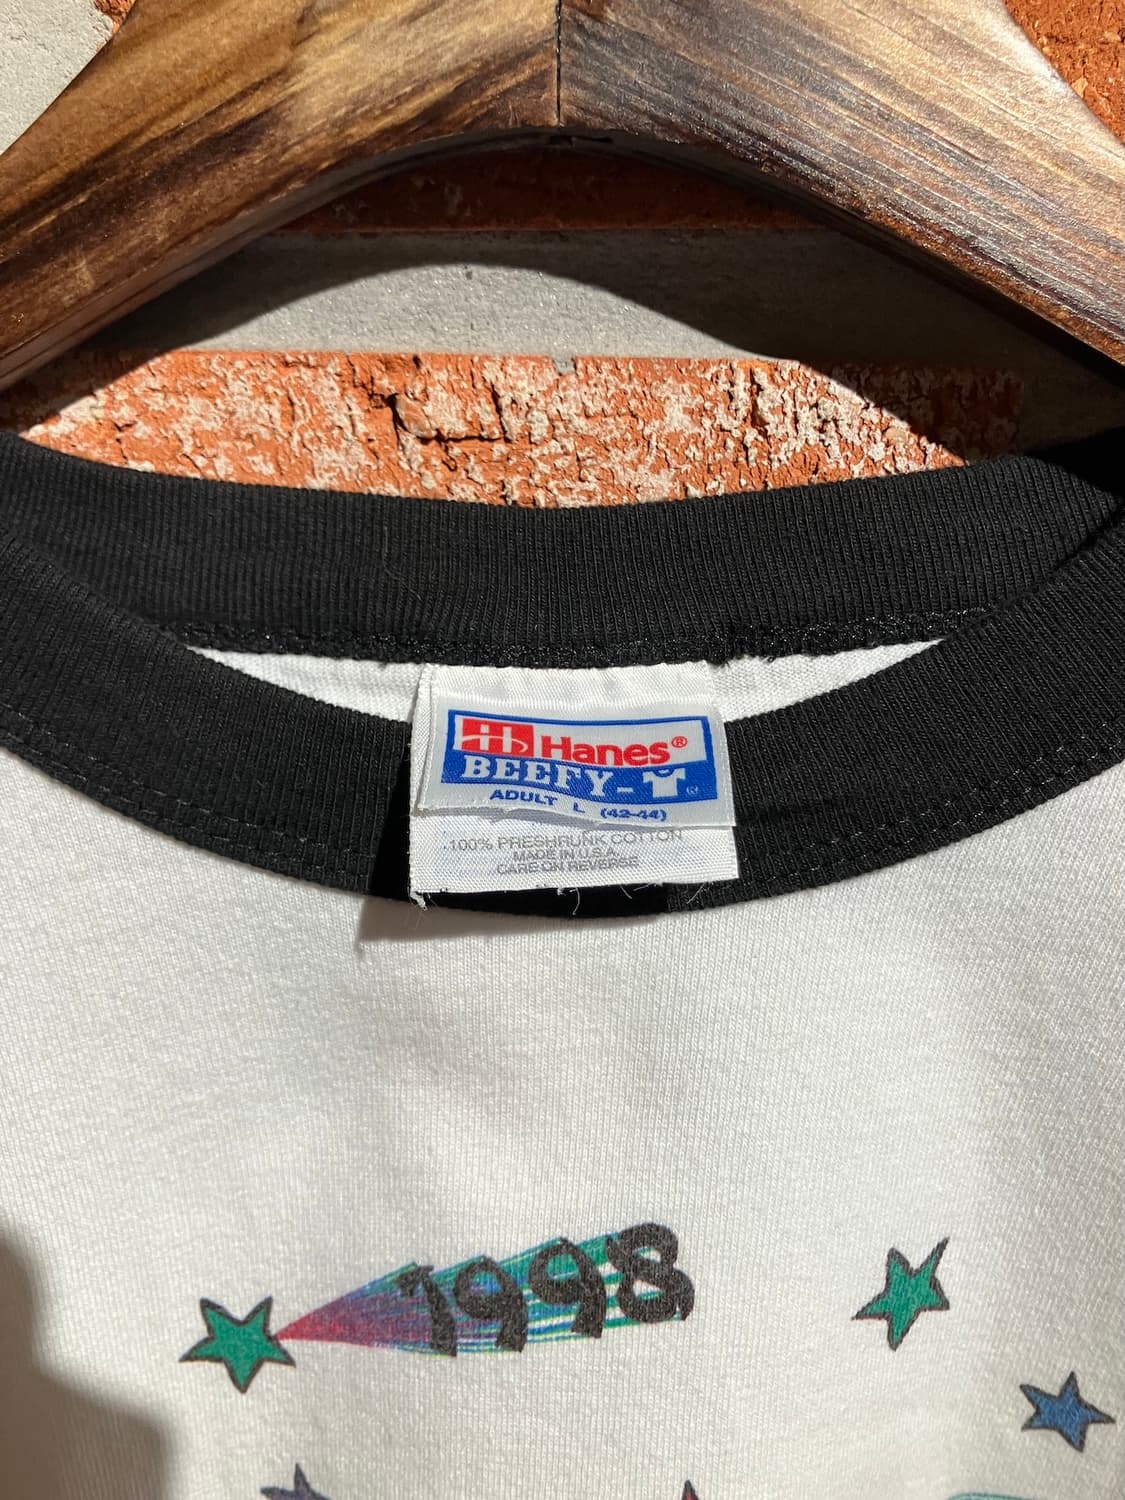 Hanes®
BEEFY-T®
ADULT L (42-44)
100% PRESHRUNK COTTON
MADE IN U.S.A.
CARE ON REVERSE
1998